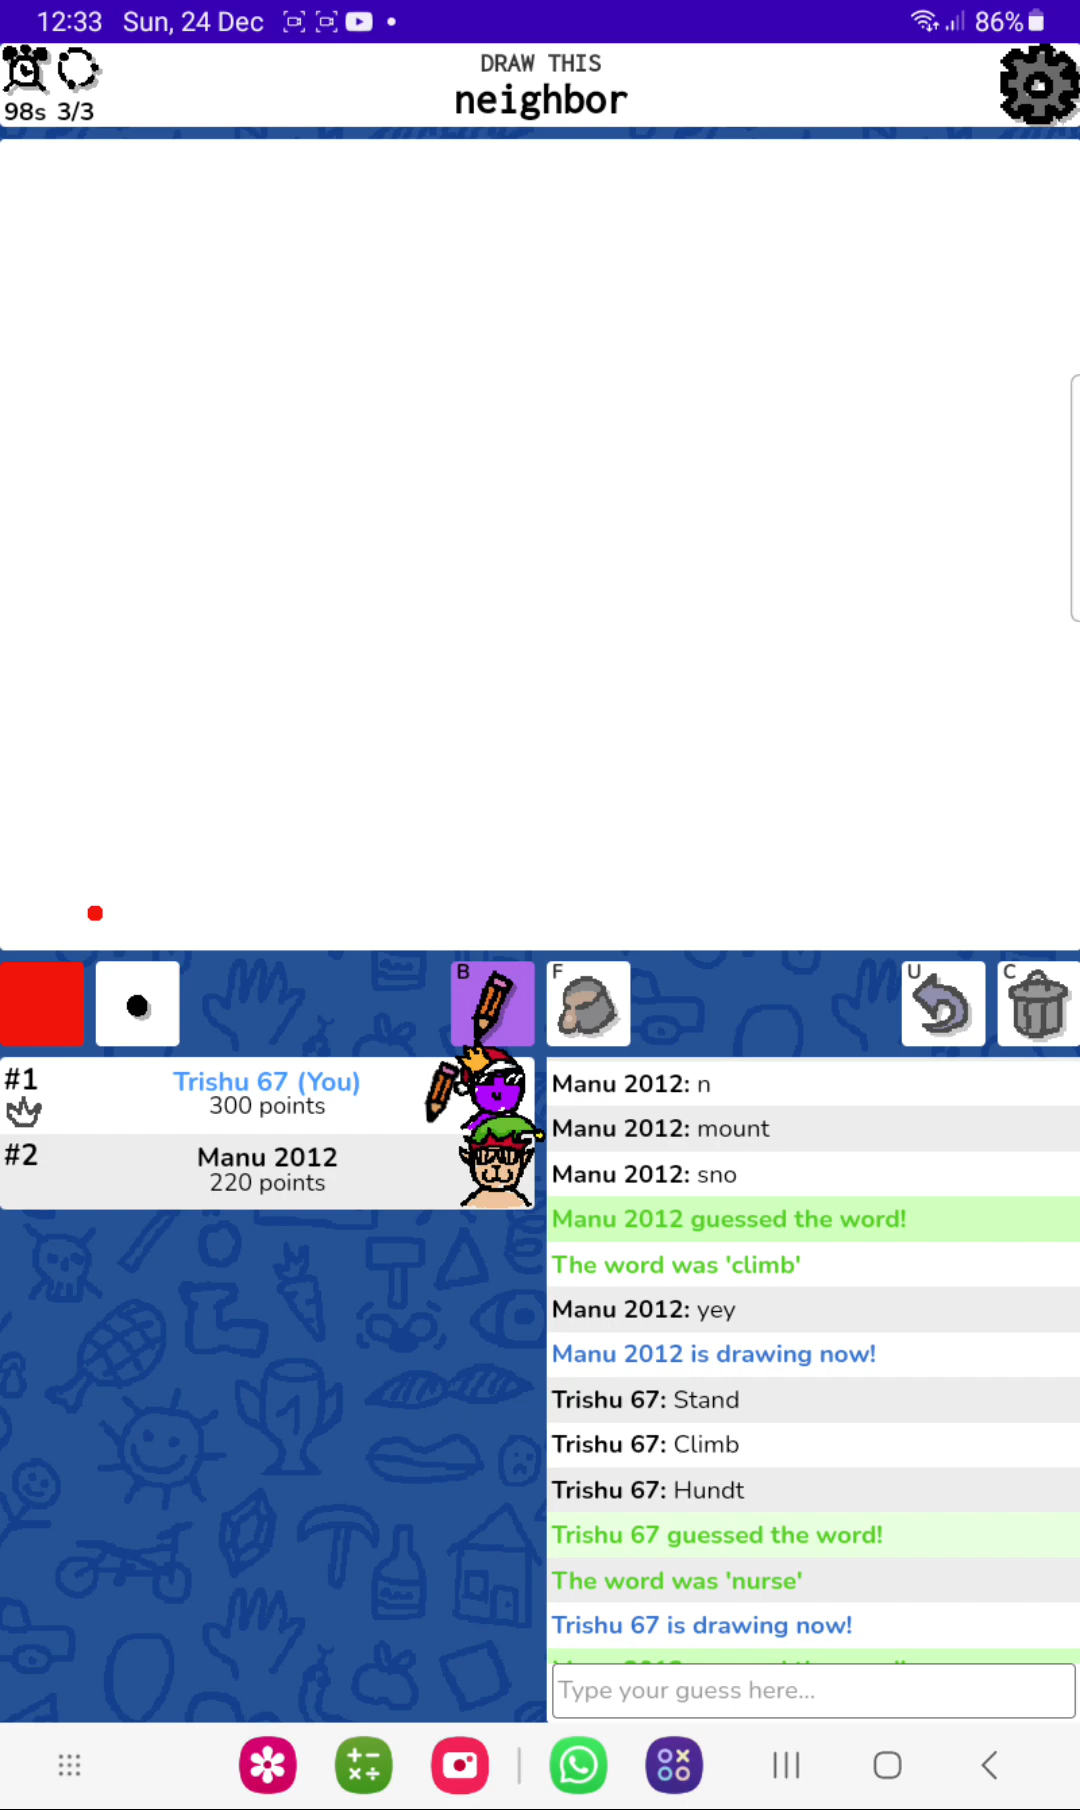 12:33 Sun, 24 Dec
86%
98s 3/3
DRAW THIS
neighbor
B
F
U
C
#1
Trishu 67 (You)
300 points
#2
Manu 2012
220 points
Manu 2012: n
Manu 2012: mount
Manu 2012: sno
Manu 2012 guessed the word!
The word was 'climb'
Manu 2012: yey
Manu 2012 is drawing now!
Trishu 67: Stand
Trishu 67: Climb
Trishu 67: Hundt
Trishu 67 guessed the word!
The word was 'nurse'
Trishu 67 is drawing now!
Type your guess here...